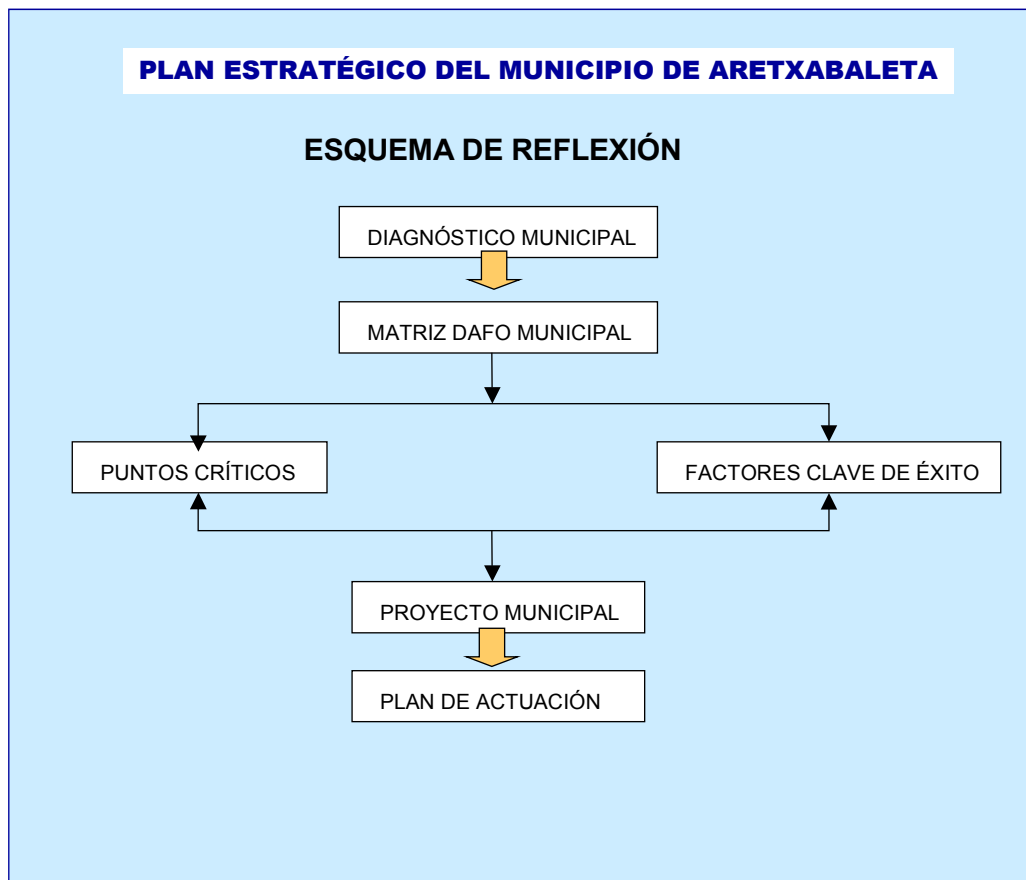 PLAN ESTRATÉGICO DEL MUNICIPIO DE ARETXABALETA
ESQUEMA DE REFLEXIÓN
DIAGNÓSTICO MUNICIPAL
MATRIZ DAFO MUNICIPAL
PUNTOS CRÍTICOS
FACTORES CLAVE DE ÉXITO
PROYECTO MUNICIPAL
PLAN DE ACTUACIÓN